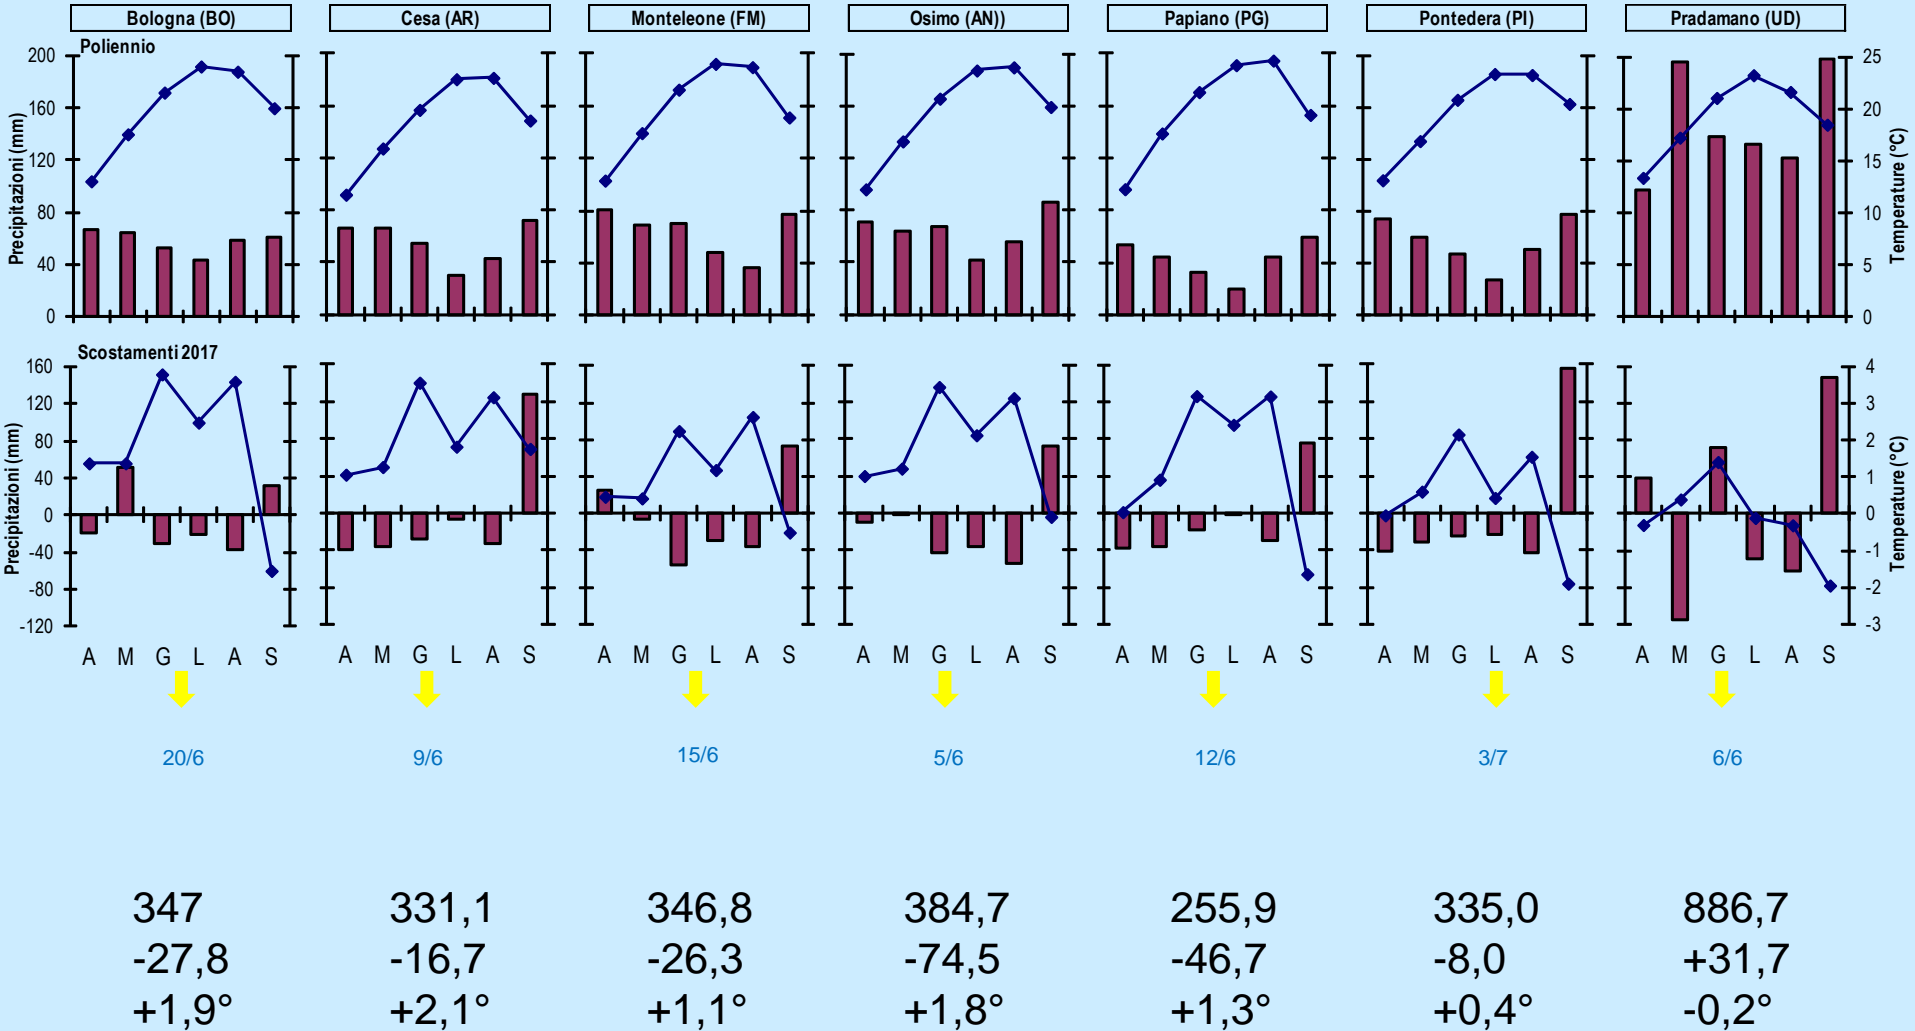 Bologna (BO) Cesa (AR) Monteleone (FM) Osimo (AN)) Papiano (PG) Pontedera (PI) Pradamano (UD)
Poliennio
200 25
160 20
120 15
80 10
40 5
0 0
Precipitazioni (mm)
Temperature (°C)
Scostamenti 2017
160 4
120 3
80 2
40 1
0 0
-40 -1
-80 -2
-120 -3
Precipitazioni (mm)
Temperature (°C)
A M G L A S A M G L A S A M G L A S A M G L A S A M G L A S A M G L A S A M G L A S
20/6 9/6 15/6 5/6 12/6 3/7 6/6
347 331,1 346,8 384,7 255,9 335,0 886,7
-27,8 -16,7 -26,3 -74,5 -46,7 -8,0 +31,7
+1,9° +2,1° +1,1° +1,8° +1,3° +0,4° -0,2°